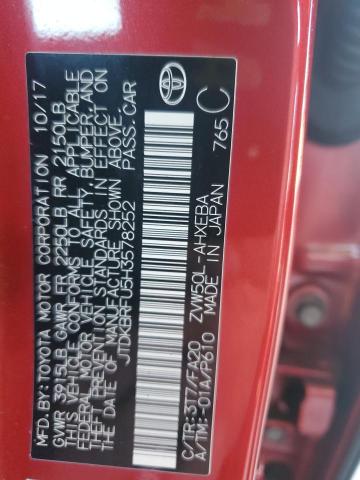 MFD. BY: TOYOTA MOTOR CORPORATION 10/17
GVWR 3915LB GAWR FR 2250LB RR 2150LB
THIS VEHICLE CONFORMS TO ALL APPLICABLE
FEDERAL MOTOR VEHICLE SAFETY, BUMPER, AND
THEFT PREVENTION STANDARDS IN EFFECT ON
THE DATE OF MANUFACTURE SHOWN ABOVE.
JTDKBRFU5H3578252 PASS.CAR
C/TR:3T7/FA20 ZVW50L-AHXEBA
A/TM:-01A/P610 MADE IN JAPAN 765 C